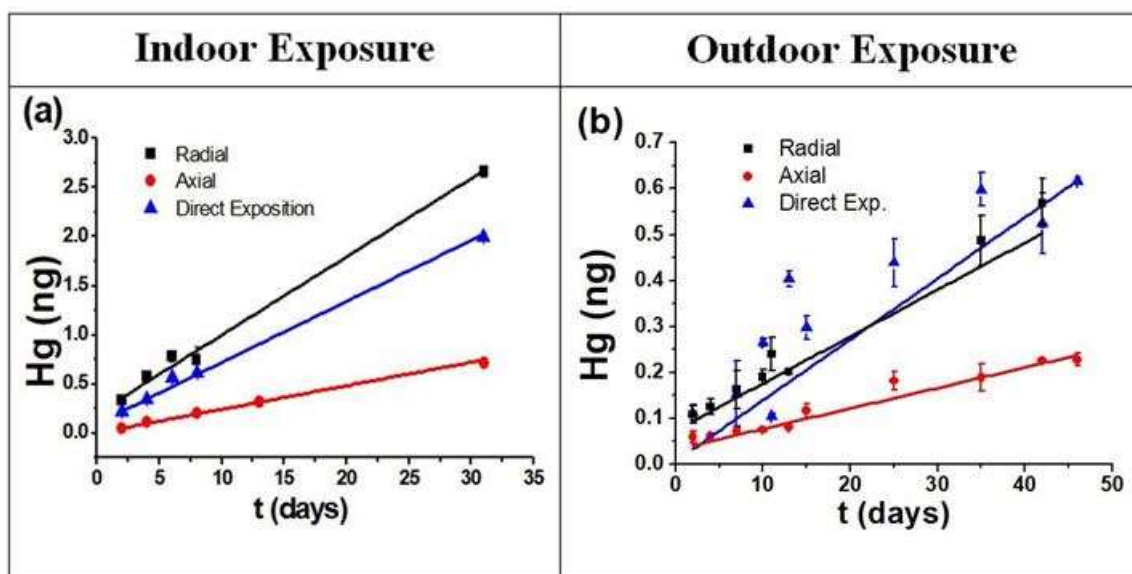 Indoor Exposure
Outdoor Exposure
(a)
3.0
2.5
2.0
1.5
1.0
0.5
0.0
Hg (ng)
Radial
Axial
Direct Exposition
0 5 10 15 20 25 30 35
t (days)
(b)
0.7
0.6
0.5
0.4
0.3
0.2
0.1
0.0
Hg (ng)
Radial
Axial
Direct Exp.
0 10 20 30 40 50
t (days)